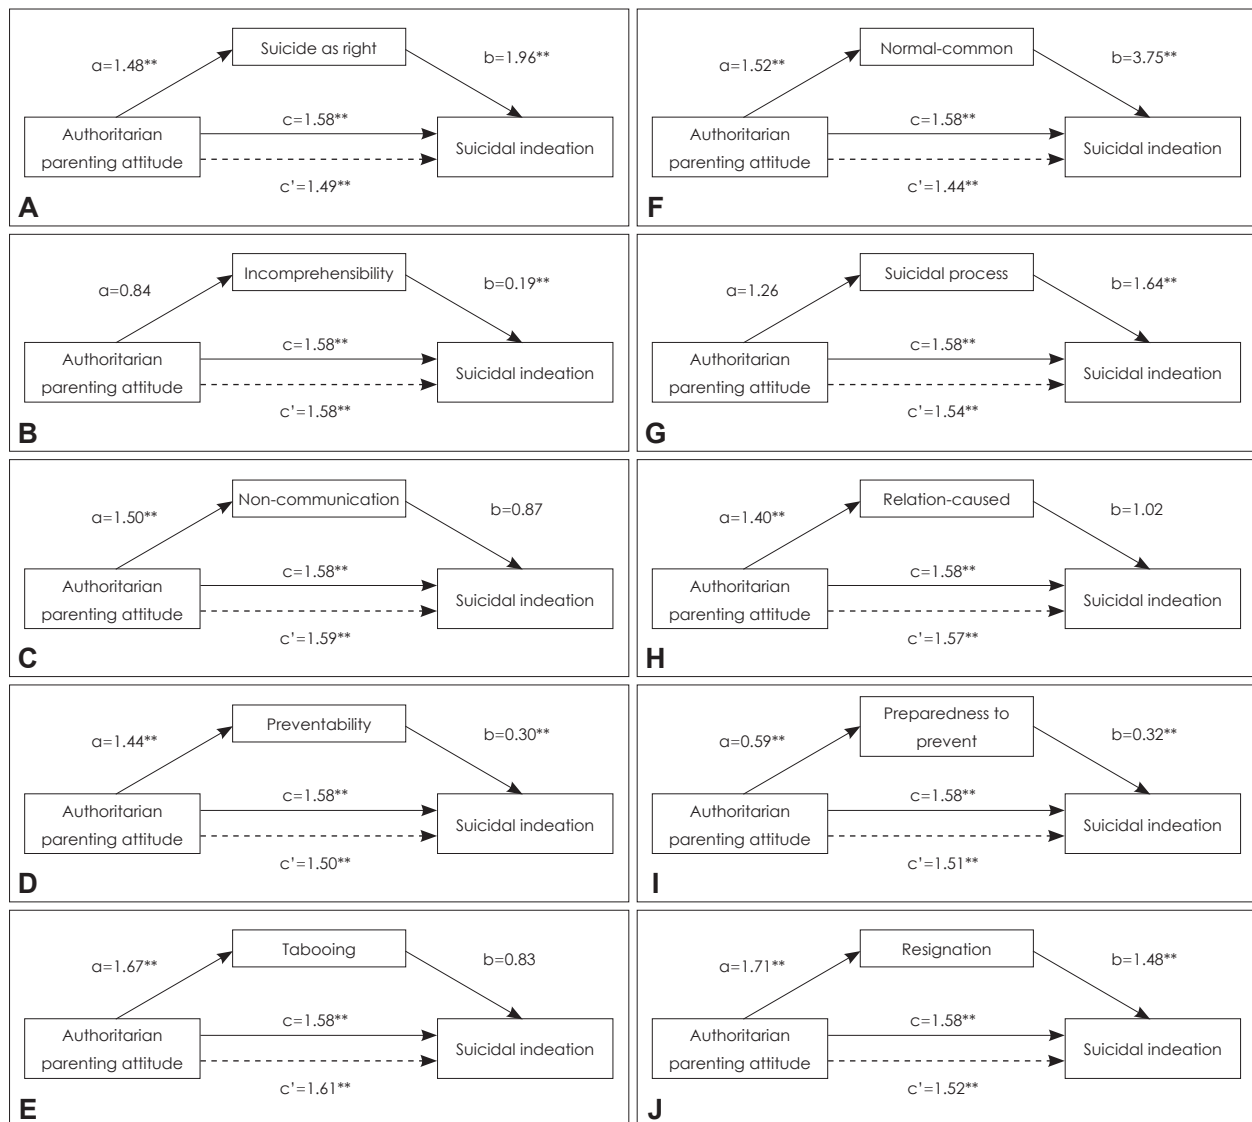 Suicide as right
a=1.48**
b=1.96**
Authoritarian
parenting attitude
c=1.58**
Suicidal indeation
c’=1.49**
A
Incomprehensibility
a=0.84
b=0.19**
Authoritarian
parenting attitude
c=1.58**
Suicidal indeation
c’=1.58**
B
Non-communication
a=1.50**
b=0.87
Authoritarian
parenting attitude
c=1.58**
Suicidal indeation
c’=1.59**
C
Preventability
a=1.44**
b=0.30**
Authoritarian
parenting attitude
c=1.58**
Suicidal indeation
c’=1.50**
D
Tabooing
a=1.67**
b=0.83
Authoritarian
parenting attitude
c=1.58**
Suicidal indeation
c’=1.61**
E
Normal-common
a=1.52**
b=3.75**
Authoritarian
parenting attitude
c=1.58**
Suicidal indeation
c’=1.44**
F
Suicidal process
a=1.26
b=1.64**
Authoritarian
parenting attitude
c=1.58**
Suicidal indeation
c’=1.54**
G
Relation-caused
a=1.40**
b=1.02
Authoritarian
parenting attitude
c=1.58**
Suicidal indeation
c’=1.57**
H
Preparedness to
prevent
a=0.59**
b=0.32**
Authoritarian
parenting attitude
c=1.58**
Suicidal indeation
c’=1.51**
I
Resignation
a=1.71**
b=1.48**
Authoritarian
parenting attitude
c=1.58**
Suicidal indeation
c’=1.52**
J